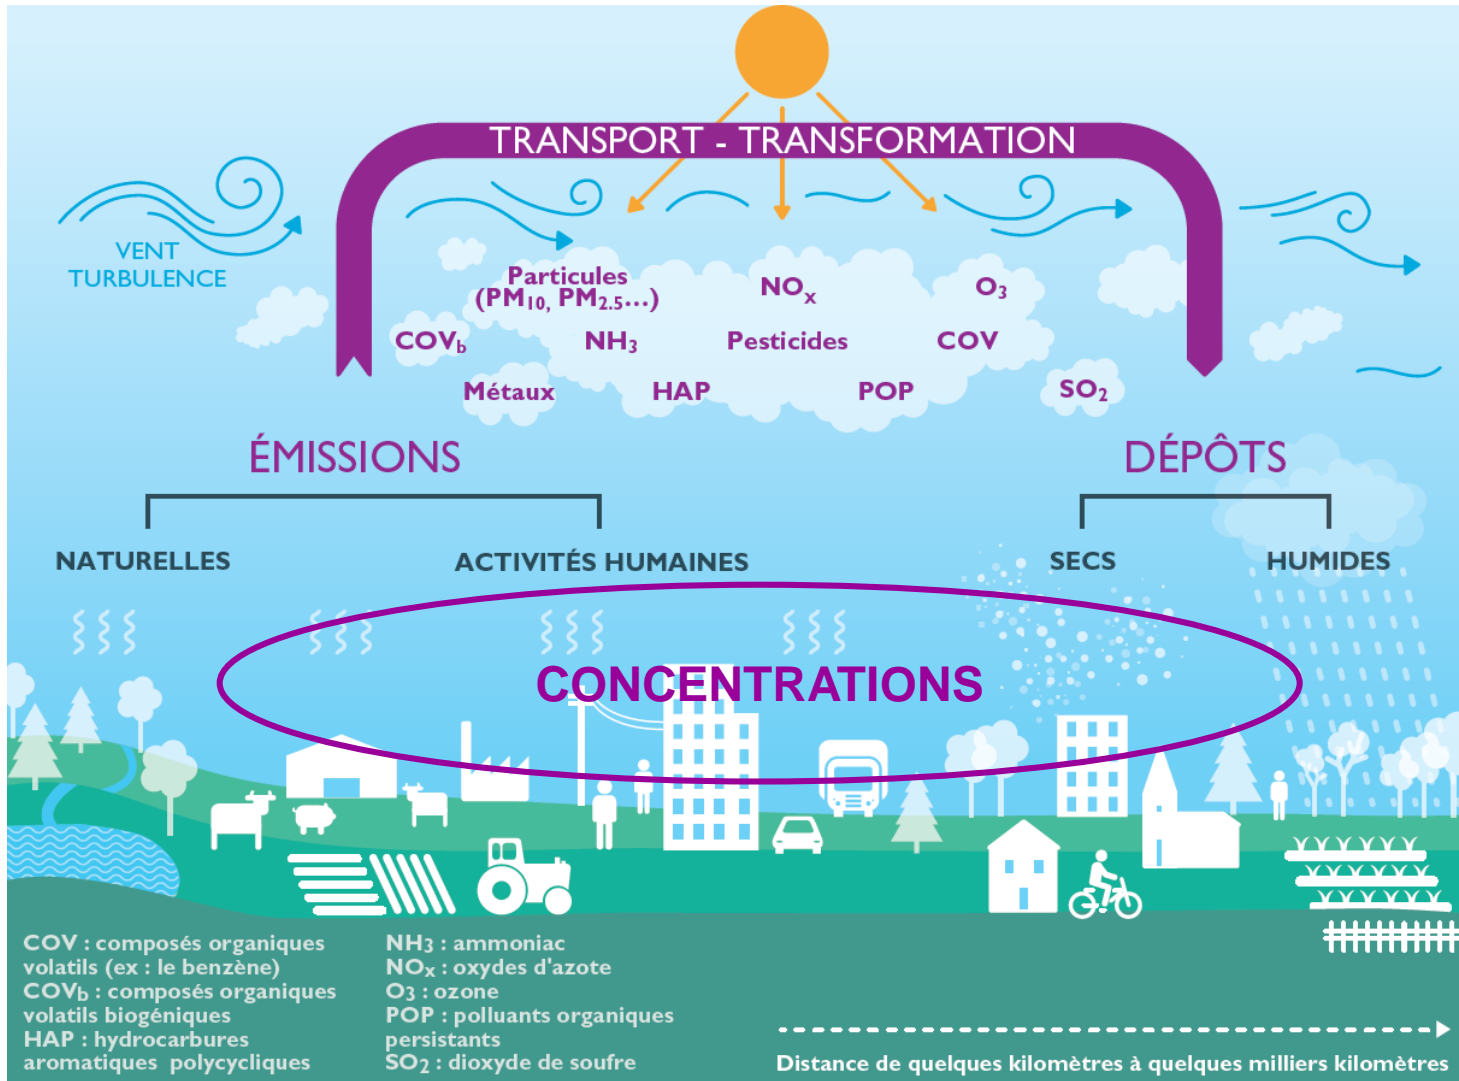 TRANSPORT - TRANSFORMATION
VENT
TURBULENCE
Particules
(PM10, PM2.5…)
NOx
O3
COVb
NH3
Pesticides
COV
Métaux
HAP
POP
SO2
ÉMISSIONS
DÉPÔTS
NATURELLES
ACTIVITÉS HUMAINES
SECS
HUMIDES
CONCENTRATIONS
COV : composés organiques
volatils (ex : le benzène)
COVb : composés organiques
volatils biogéniques
HAP : hydrocarbures
aromatiques polycycliques
NH3 : ammoniac
NOx : oxydes d'azote
O3 : ozone
POP : polluants organiques
persistants
SO2 : dioxyde de soufre
Distance de quelques kilomètres à quelques milliers kilomètres